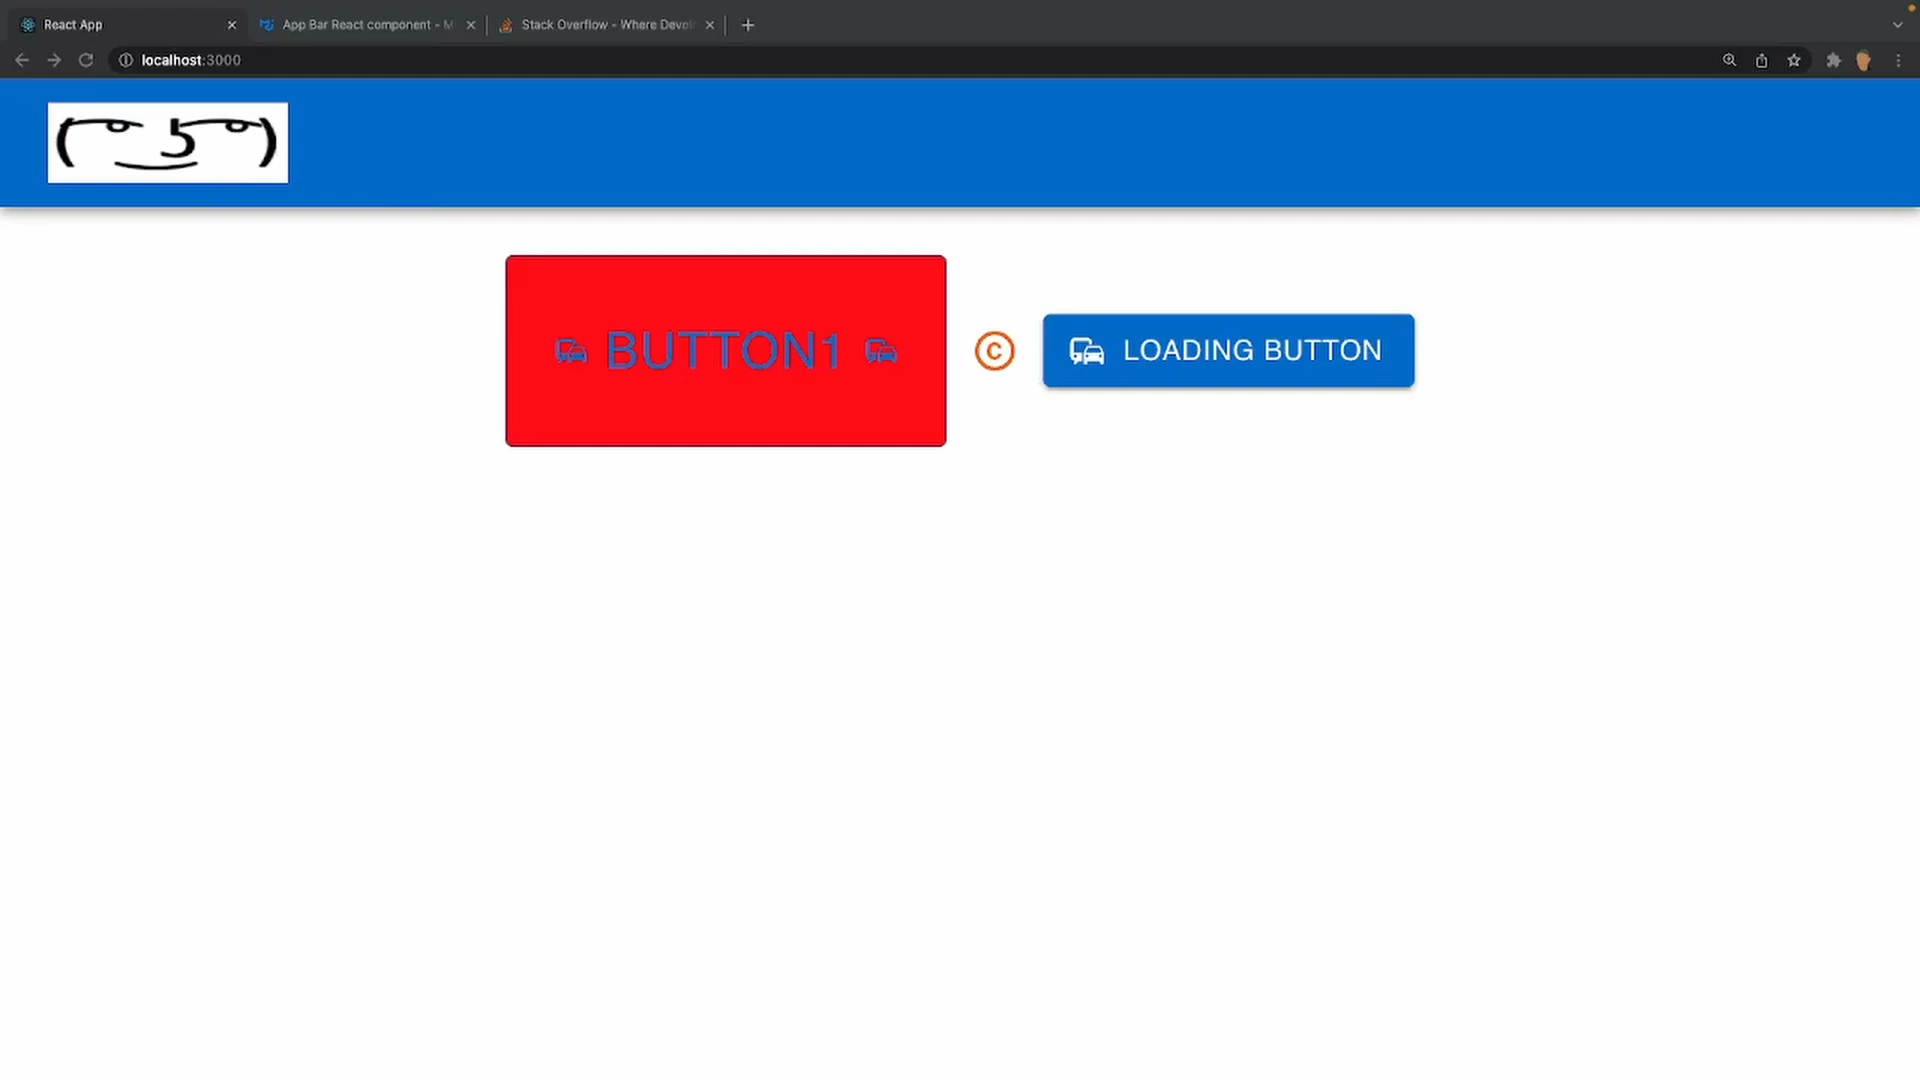 React App
App Bar React component - M
Stack Overflow - Where Devel
localhost:3000
( ͡° ͜ʖ ͡°)
BUTTON1
©
LOADING BUTTON